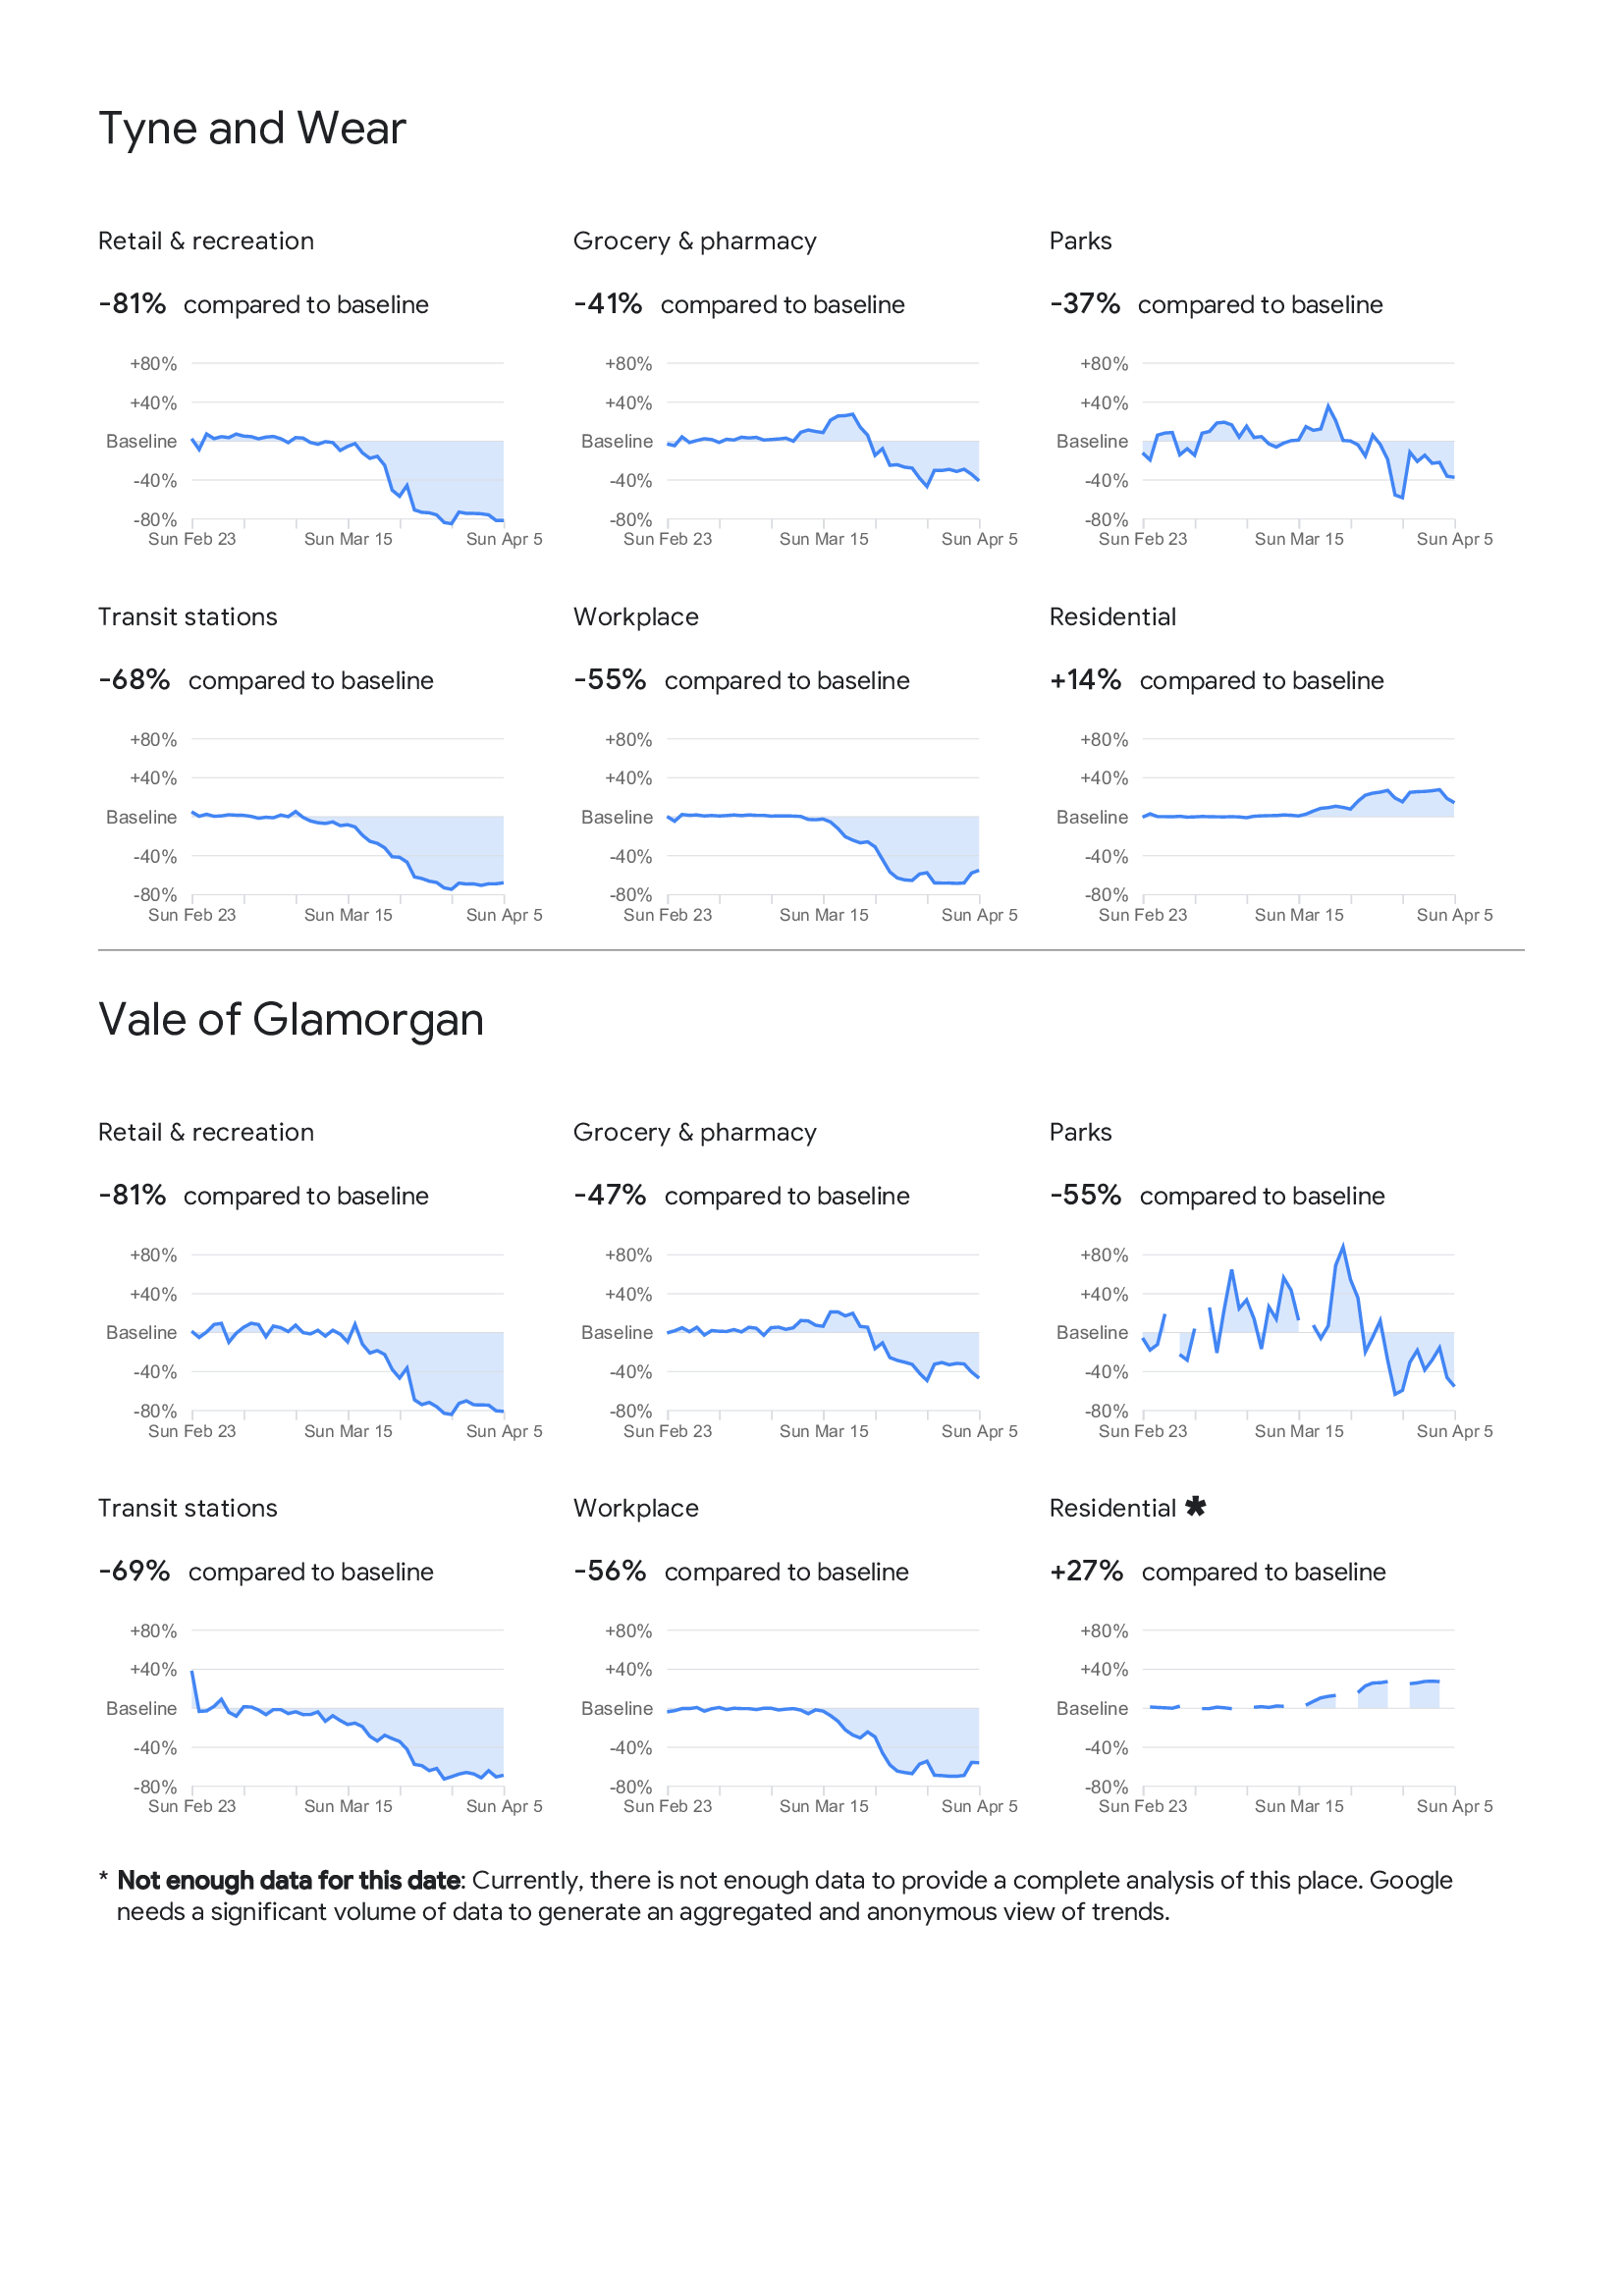 Tyne and Wear
Retail & recreation
-81% compared to baseline
+80%
+40%
Baseline
-40%
-80%
Sun Feb 23 Sun Mar 15 Sun Apr 5
Grocery & pharmacy
-41% compared to baseline
+80%
+40%
Baseline
-40%
-80%
Sun Feb 23 Sun Mar 15 Sun Apr 5
Parks
-37% compared to baseline
+80%
+40%
Baseline
-40%
-80%
Sun Feb 23 Sun Mar 15 Sun Apr 5
Transit stations
-68% compared to baseline
+80%
+40%
Baseline
-40%
-80%
Sun Feb 23 Sun Mar 15 Sun Apr 5
Workplace
-55% compared to baseline
+80%
+40%
Baseline
-40%
-80%
Sun Feb 23 Sun Mar 15 Sun Apr 5
Residential
+14% compared to baseline
+80%
+40%
Baseline
-40%
-80%
Sun Feb 23 Sun Mar 15 Sun Apr 5
Vale of Glamorgan
Retail & recreation
-81% compared to baseline
+80%
+40%
Baseline
-40%
-80%
Sun Feb 23 Sun Mar 15 Sun Apr 5
Grocery & pharmacy
-47% compared to baseline
+80%
+40%
Baseline
-40%
-80%
Sun Feb 23 Sun Mar 15 Sun Apr 5
Parks
-55% compared to baseline
+80%
+40%
Baseline
-40%
-80%
Sun Feb 23 Sun Mar 15 Sun Apr 5
Transit stations
-69% compared to baseline
+80%
+40%
Baseline
-40%
-80%
Sun Feb 23 Sun Mar 15 Sun Apr 5
Workplace
-56% compared to baseline
+80%
+40%
Baseline
-40%
-80%
Sun Feb 23 Sun Mar 15 Sun Apr 5
Residential *
+27% compared to baseline
+80%
+40%
Baseline
-40%
-80%
Sun Feb 23 Sun Mar 15 Sun Apr 5
* Not enough data for this date: Currently, there is not enough data to provide a complete analysis of this place. Google
needs a significant volume of data to generate an aggregated and anonymous view of trends.